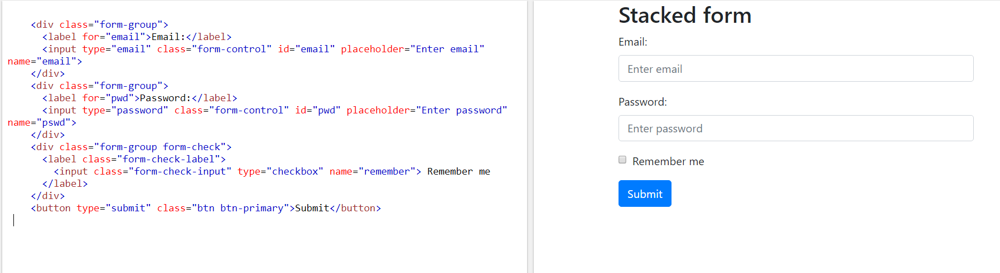 <div class="form-group">
<label for="email">Email:</label>
<input type="email" class="form-control" id="email" placeholder="Enter email"
name="email">
</div>
<div class="form-group">
<label for="pwd">Password:</label>
<input type="password" class="form-control" id="pwd" placeholder="Enter password"
name="pswd">
</div>
<div class="form-group form-check">
<label class="form-check-label">
<input class="form-check-input" type="checkbox" name="remember"> Remember me
</label>
</div>
<button type="submit" class="btn btn-primary">Submit</button>
Stacked form
Email:
Enter email
Password:
Enter password
Remember me
Submit